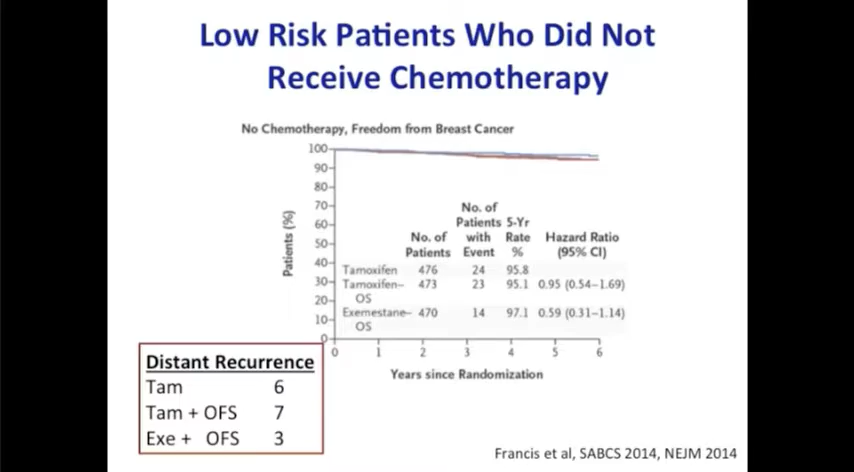 Low Risk Patients Who Did Not
Receive Chemotherapy
No Chemotherapy, Freedom from Breast Cancer
100
90
80
70
60
50
40
30
20
10
0
Patients (%)
No. of Patients
No. of Patients with Event
5-Yr Rate %
Hazard Ratio (95% CI)
Tamoxifen 476 24 95.8
Tamoxifen–OS 473 23 95.1 0.95 (0.54–1.69)
Exemestane–OS 470 14 97.1 0.59 (0.31–1.14)
0 1 2 3 4 5 6
Years since Randomization
Distant Recurrence
Tam 6
Tam + OFS 7
Exe + OFS 3
Francis et al, SABCS 2014, NEJM 2014